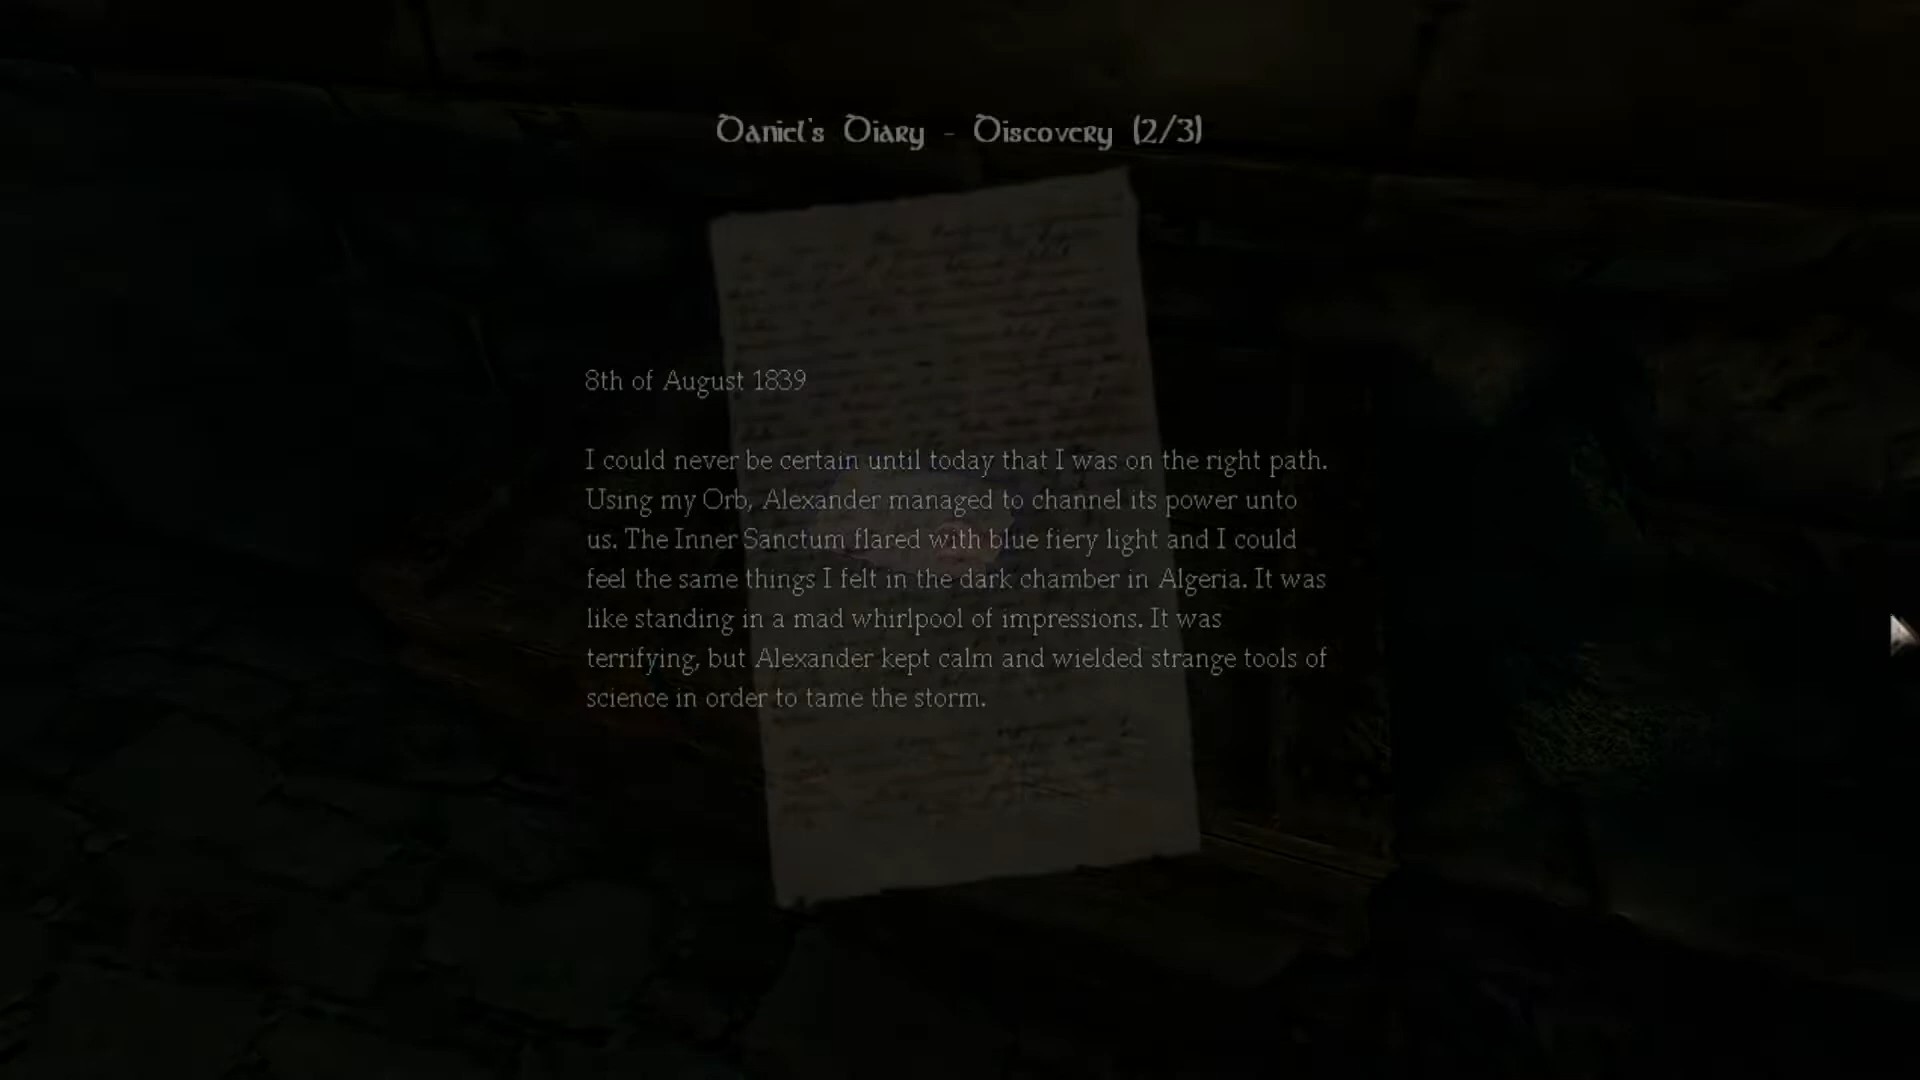 Daniel's Diary - Discovery (2/3)
8th of August 1839
I could never be certain until today that I was on the right path.
Using my Orb, Alexander managed to channel its power unto
us. The Inner Sanctum flared with blue fiery light and I could
feel the same things I felt in the dark chamber in Algeria. It was
like standing in a mad whirlpool of impressions. It was
terrifying, but Alexander kept calm and wielded strange tools of
science in order to tame the storm.